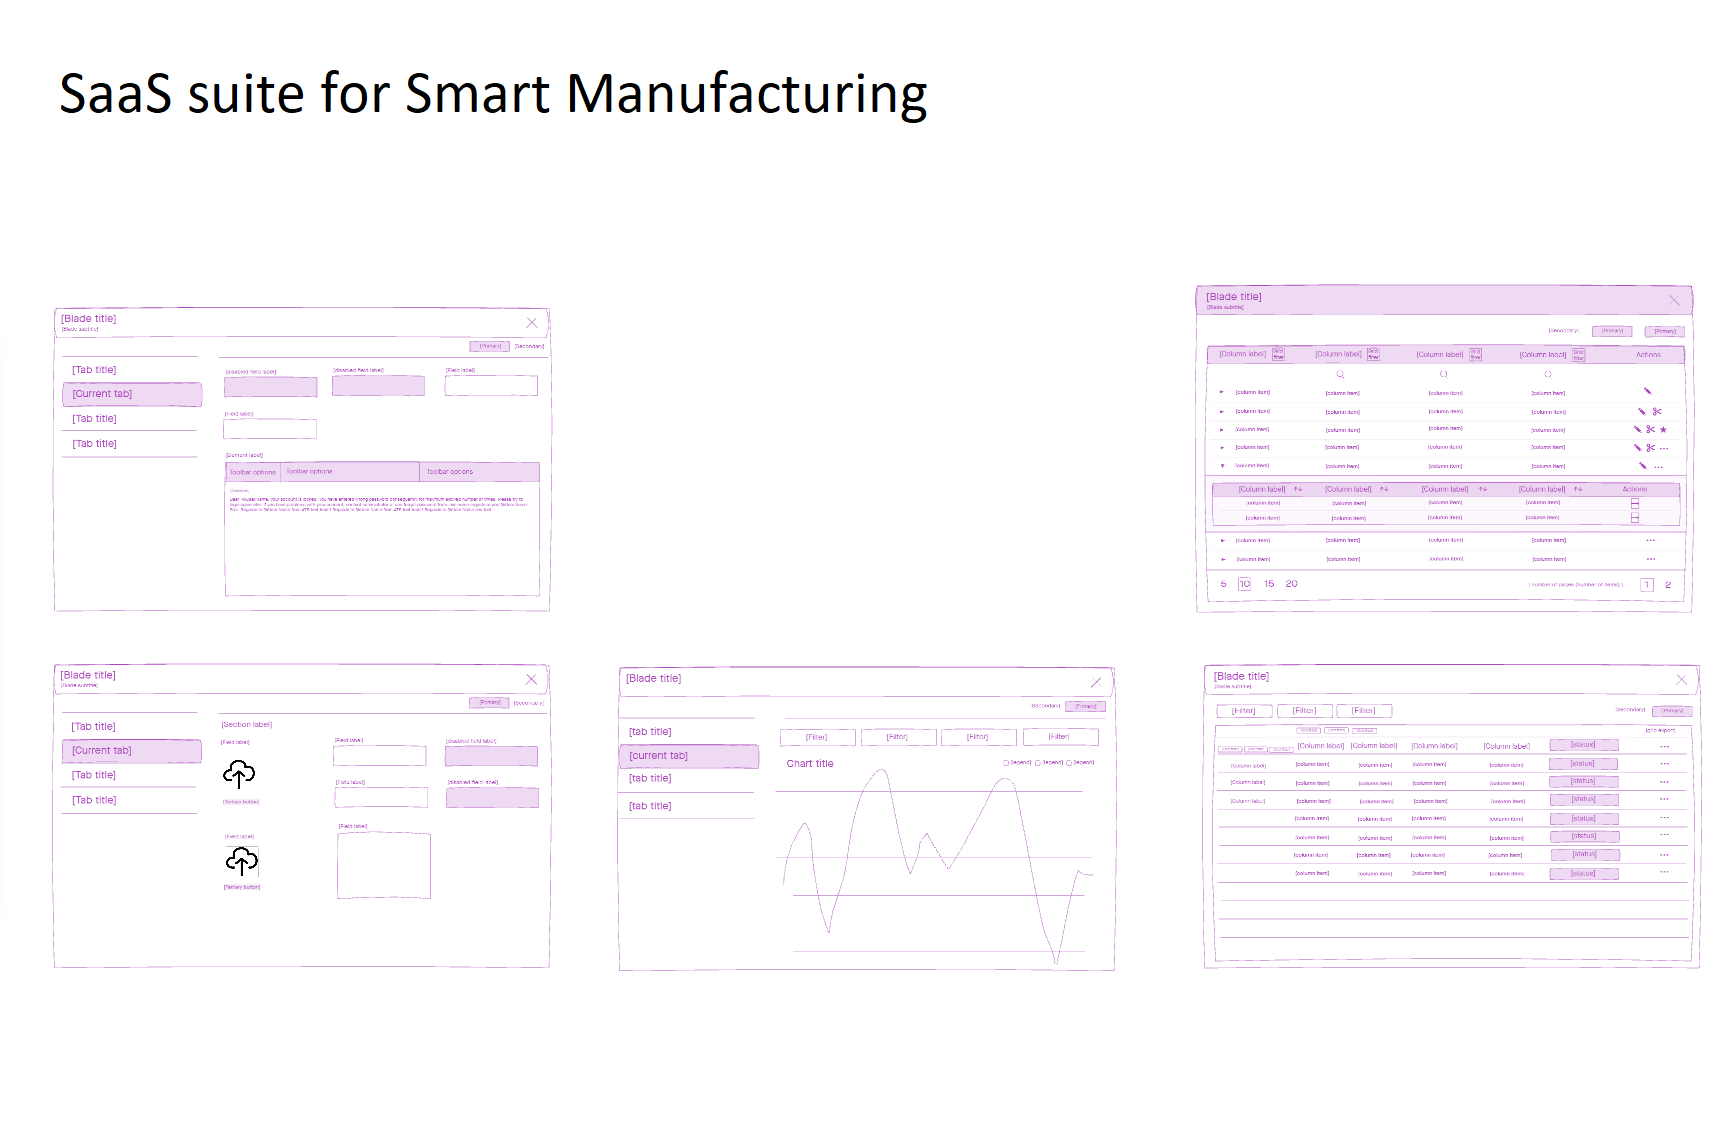 SaaS suite for Smart Manufacturing
[Blade title]
[Blade subtitle]
[Primary] [Secondary]
[Tab title]
[Current tab]
[Tab title]
[Tab title]
[disabled field label] [disabled field label] [Field label]
[Field label]
[Element label]
Toolbar options Toolbar options Toolbar options
[Blade title]
[Blade subtitle]
[Secondary] [Primary] [Primary]
[Column label] Grid filter [Column label] Grid filter [Column label] Grid filter [Column label] Grid filter Actions
[column item] [column item] [column item] [column item]
[column item] [column item] [column item] [column item]
[column item] [column item] [column item] [column item]
[column item] [column item] [column item] [column item]
[column item] [column item] [column item] [column item]
[Column label] [Column label] [Column label] [Column label] Actions
[column item] [column item] [column item] [column item]
[column item] [column item] [column item] [column item]
[column item] [column item] [column item] [column item]
[column item] [column item] [column item] [column item]
5 10 15 20 [ number of pages (number of items) ] 1 2
[Blade title]
[Blade subtitle]
[Primary] [Secondary]
[Tab title]
[Current tab]
[Tab title]
[Tab title]
[Section label]
[Field label] [Field label] [disabled field label]
[Tertiary button] [Field label] [disabled field label]
[Field label] [Field label]
[Tertiary button]
[Blade title]
Secondary] [Primary]
[tab title]
[current tab]
[tab title]
[tab title]
[Filter] [Filter] [Filter] [Filter]
Chart title [legend] [legend] [legend]
[Blade title]
[Blade subtitle]
[Filter] [Filter] [Filter] Secondary] [Primary]
[grid export]
[Column label] [Column label] [Column label] [Column label] [status]
[Column label] [column item] [column item] [column item] [column item] [status]
[Column label] [column item] [column item] [column item] [column item] [status]
[Column label] [column item] [column item] [column item] [column item] [status]
[column item] [column item] [column item] [column item] [status]
[column item] [column item] [column item] [column item] [status]
[column item] [column item] [column item] [column item] [status]
[column item] [column item] [column item] [column item] [status]